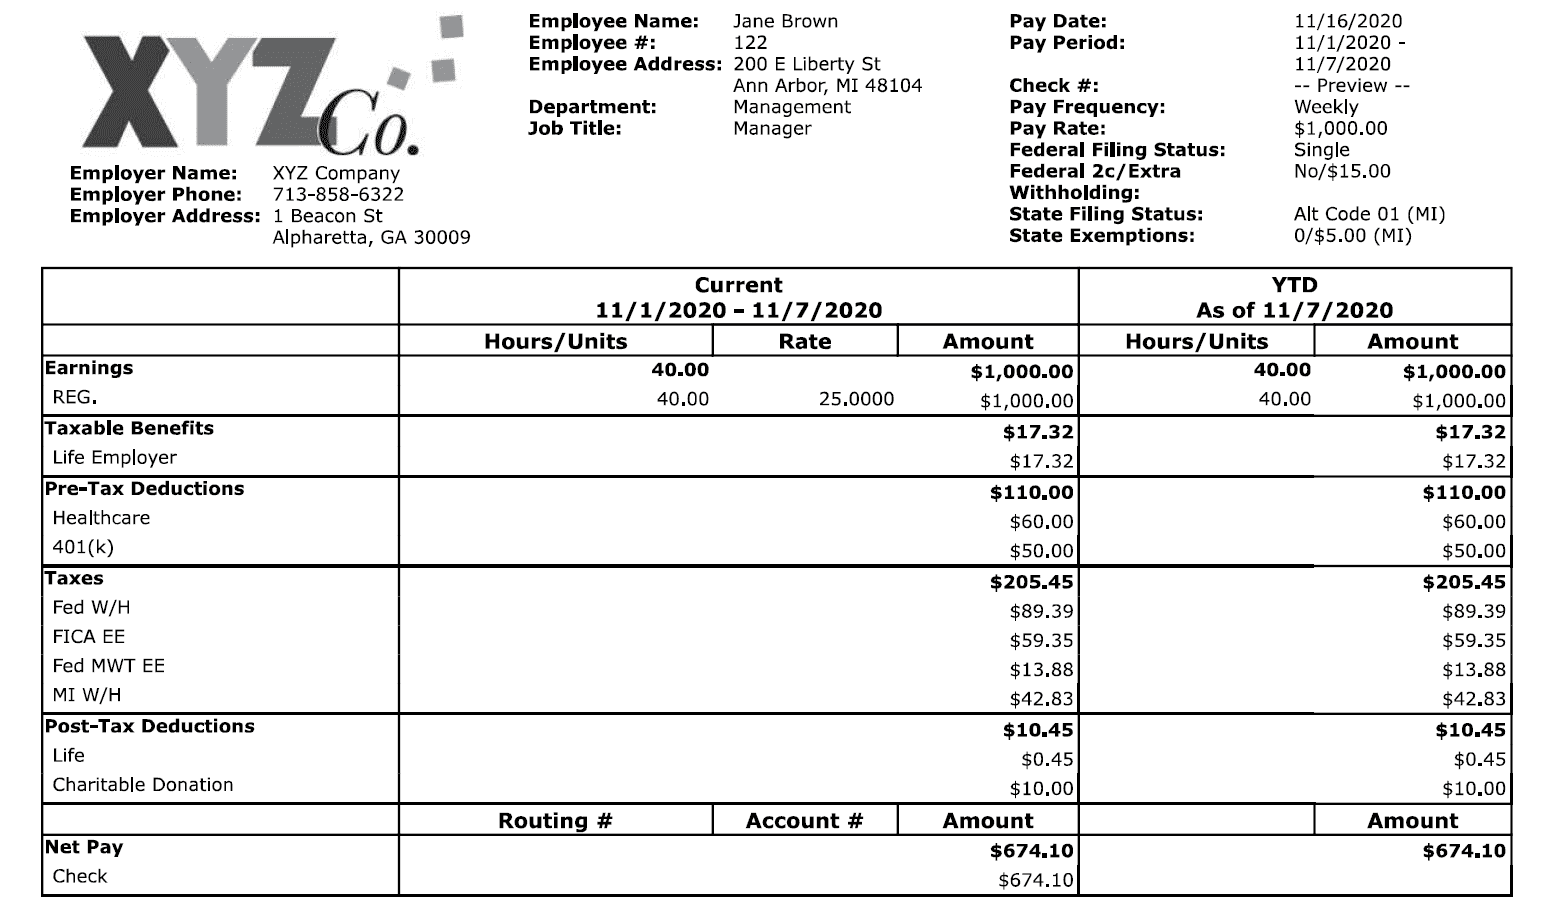 XYZ Co.
Employer Name: XYZ Company
Employer Phone: 713-858-6322
Employer Address: 1 Beacon St
Alpharetta, GA 30009
Employee Name: Jane Brown
Employee #: 122
Employee Address: 200 E Liberty St
Ann Arbor, MI 48104
Department: Management
Job Title: Manager
Pay Date: 11/16/2020
Pay Period: 11/1/2020 -
11/7/2020
Check #: -- Preview --
Pay Frequency: Weekly
Pay Rate: $1,000.00
Federal Filing Status: Single
Federal 2c/Extra No/$15.00
Withholding:
State Filing Status: Alt Code 01 (MI)
State Exemptions: 0/$5.00 (MI)
Current YTD
11/1/2020 - 11/7/2020 As of 11/7/2020
Hours/Units Rate Amount Hours/Units Amount
Earnings 40.00 $1,000.00 40.00 $1,000.00
REG. 40.00 25.0000 $1,000.00 40.00 $1,000.00
Taxable Benefits $17.32 $17.32
Life Employer $17.32 $17.32
Pre-Tax Deductions $110.00 $110.00
Healthcare $60.00 $60.00
401(k) $50.00 $50.00
Taxes $205.45 $205.45
Fed W/H $89.39 $89.39
FICA EE $59.35 $59.35
Fed MWT EE $13.88 $13.88
MI W/H $42.83 $42.83
Post-Tax Deductions $10.45 $10.45
Life $0.45 $0.45
Charitable Donation $10.00 $10.00
Routing # Account # Amount Amount
Net Pay $674.10 $674.10
Check $674.10